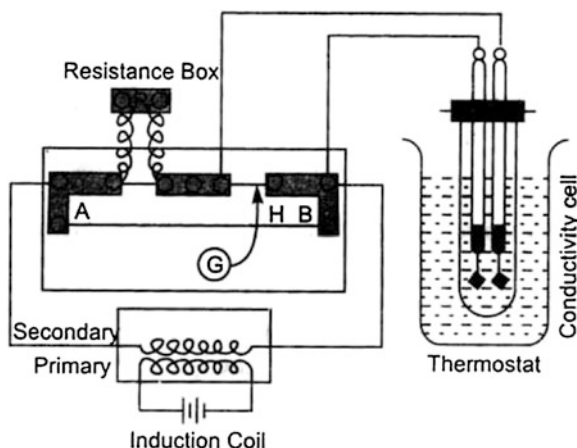 Resistance Box
R
A
H B
G
Secondary
Primary
Induction Coil
Thermostat
Conductivity cell